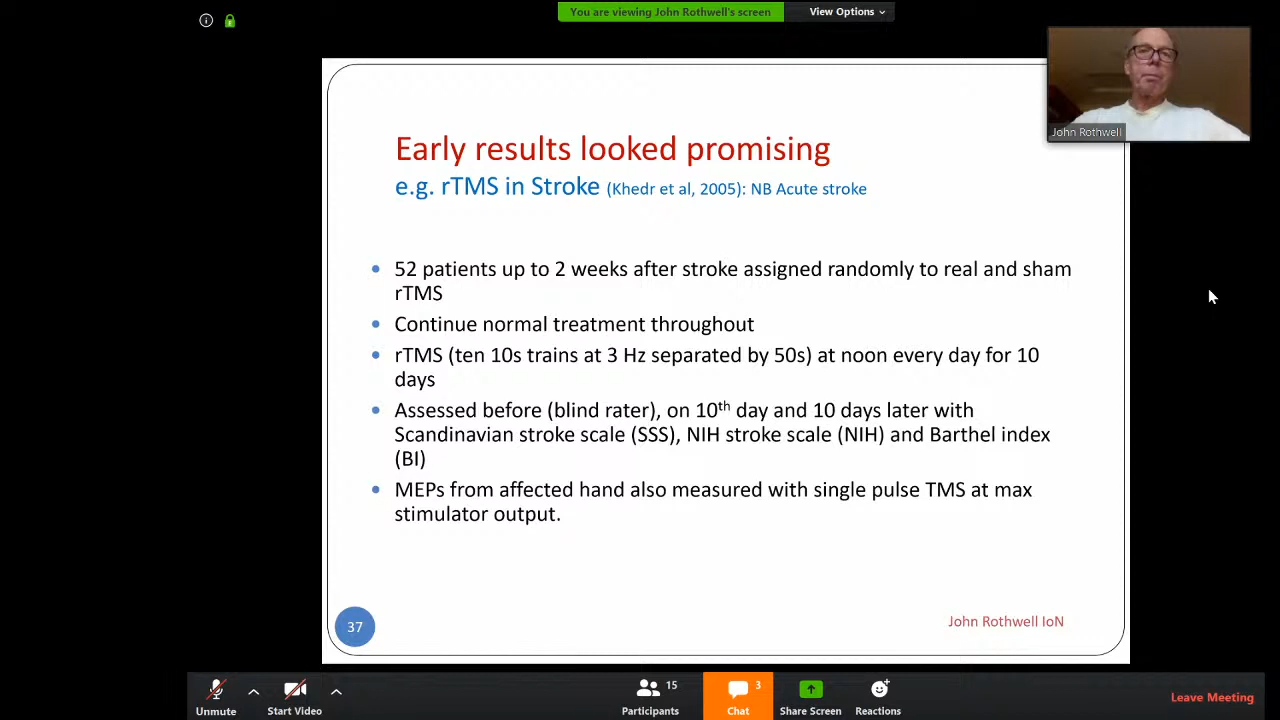 You are viewing John Rothwell's screen
View Options
John Rothwell
Early results looked promising
e.g. rTMS in Stroke (Khedr et al, 2005): NB Acute stroke
• 52 patients up to 2 weeks after stroke assigned randomly to real and sham
rTMS
• Continue normal treatment throughout
• rTMS (ten 10s trains at 3 Hz separated by 50s) at noon every day for 10
days
• Assessed before (blind rater), on 10th day and 10 days later with
Scandinavian stroke scale (SSS), NIH stroke scale (NIH) and Barthel index
(BI)
• MEPs from affected hand also measured with single pulse TMS at max
stimulator output.
37
John Rothwell IoN
Unmute
Start Video
15
Participants
3
Chat
Share Screen
Reactions
Leave Meeting